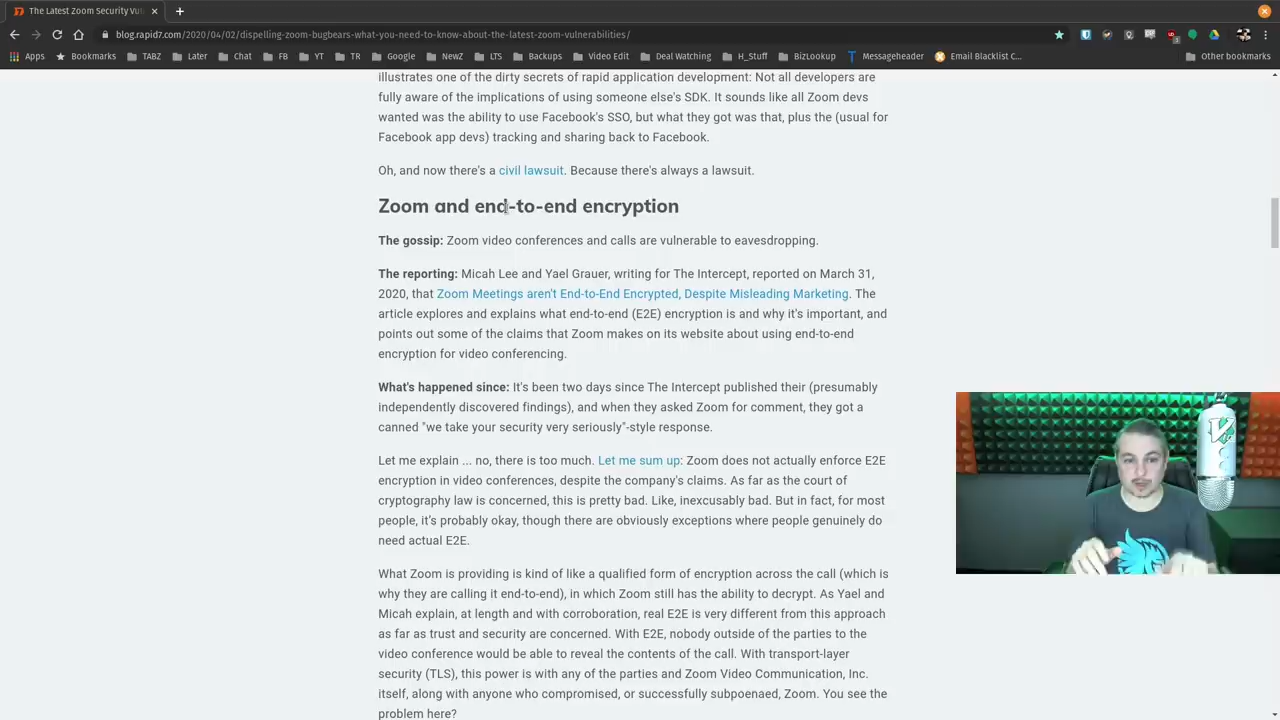 The Latest Zoom Security Vul
blog.rapid7.com/2020/04/02/dispelling-zoom-bugbears-what-you-need-to-know-about-the-latest-zoom-vulnerabilities/
Apps Bookmarks TABZ Later Chat FB YT TR Google NewZ LTS Backups Video Edit Deal Watching H_Stuff BizLookup Messageheader Email Blacklist C... Other bookmarks
illustrates one of the dirty secrets of rapid application development: Not all developers are
fully aware of the implications of using someone else's SDK. It sounds like all Zoom devs
wanted was the ability to use Facebook's SSO, but what they got was that, plus the (usual for
Facebook app devs) tracking and sharing back to Facebook.
Oh, and now there's a civil lawsuit. Because there's always a lawsuit.
Zoom and end-to-end encryption
The gossip: Zoom video conferences and calls are vulnerable to eavesdropping.
The reporting: Micah Lee and Yael Grauer, writing for The Intercept, reported on March 31,
2020, that Zoom Meetings aren't End-to-End Encrypted, Despite Misleading Marketing. The
article explores and explains what end-to-end (E2E) encryption is and why it's important, and
points out some of the claims that Zoom makes on its website about using end-to-end
encryption for video conferencing.
What's happened since: It's been two days since The Intercept published their (presumably
independently discovered findings), and when they asked Zoom for comment, they got a
canned "we take your security very seriously"-style response.
Let me explain ... no, there is too much. Let me sum up: Zoom does not actually enforce E2E
encryption in video conferences, despite the company's claims. As far as the court of
cryptography law is concerned, this is pretty bad. Like, inexcusably bad. But in fact, for most
people, it's probably okay, though there are obviously exceptions where people genuinely do
need actual E2E.
What Zoom is providing is kind of like a qualified form of encryption across the call (which is
why they are calling it end-to-end), in which Zoom still has the ability to decrypt. As Yael and
Micah explain, at length and with corroboration, real E2E is very different from this approach
as far as trust and security are concerned. With E2E, nobody outside of the parties to the
video conference would be able to reveal the contents of the call. With transport-layer
security (TLS), this power is with any of the parties and Zoom Video Communication, Inc.
itself, along with anyone who compromised, or successfully subpoenaed, Zoom. You see the
problem here?